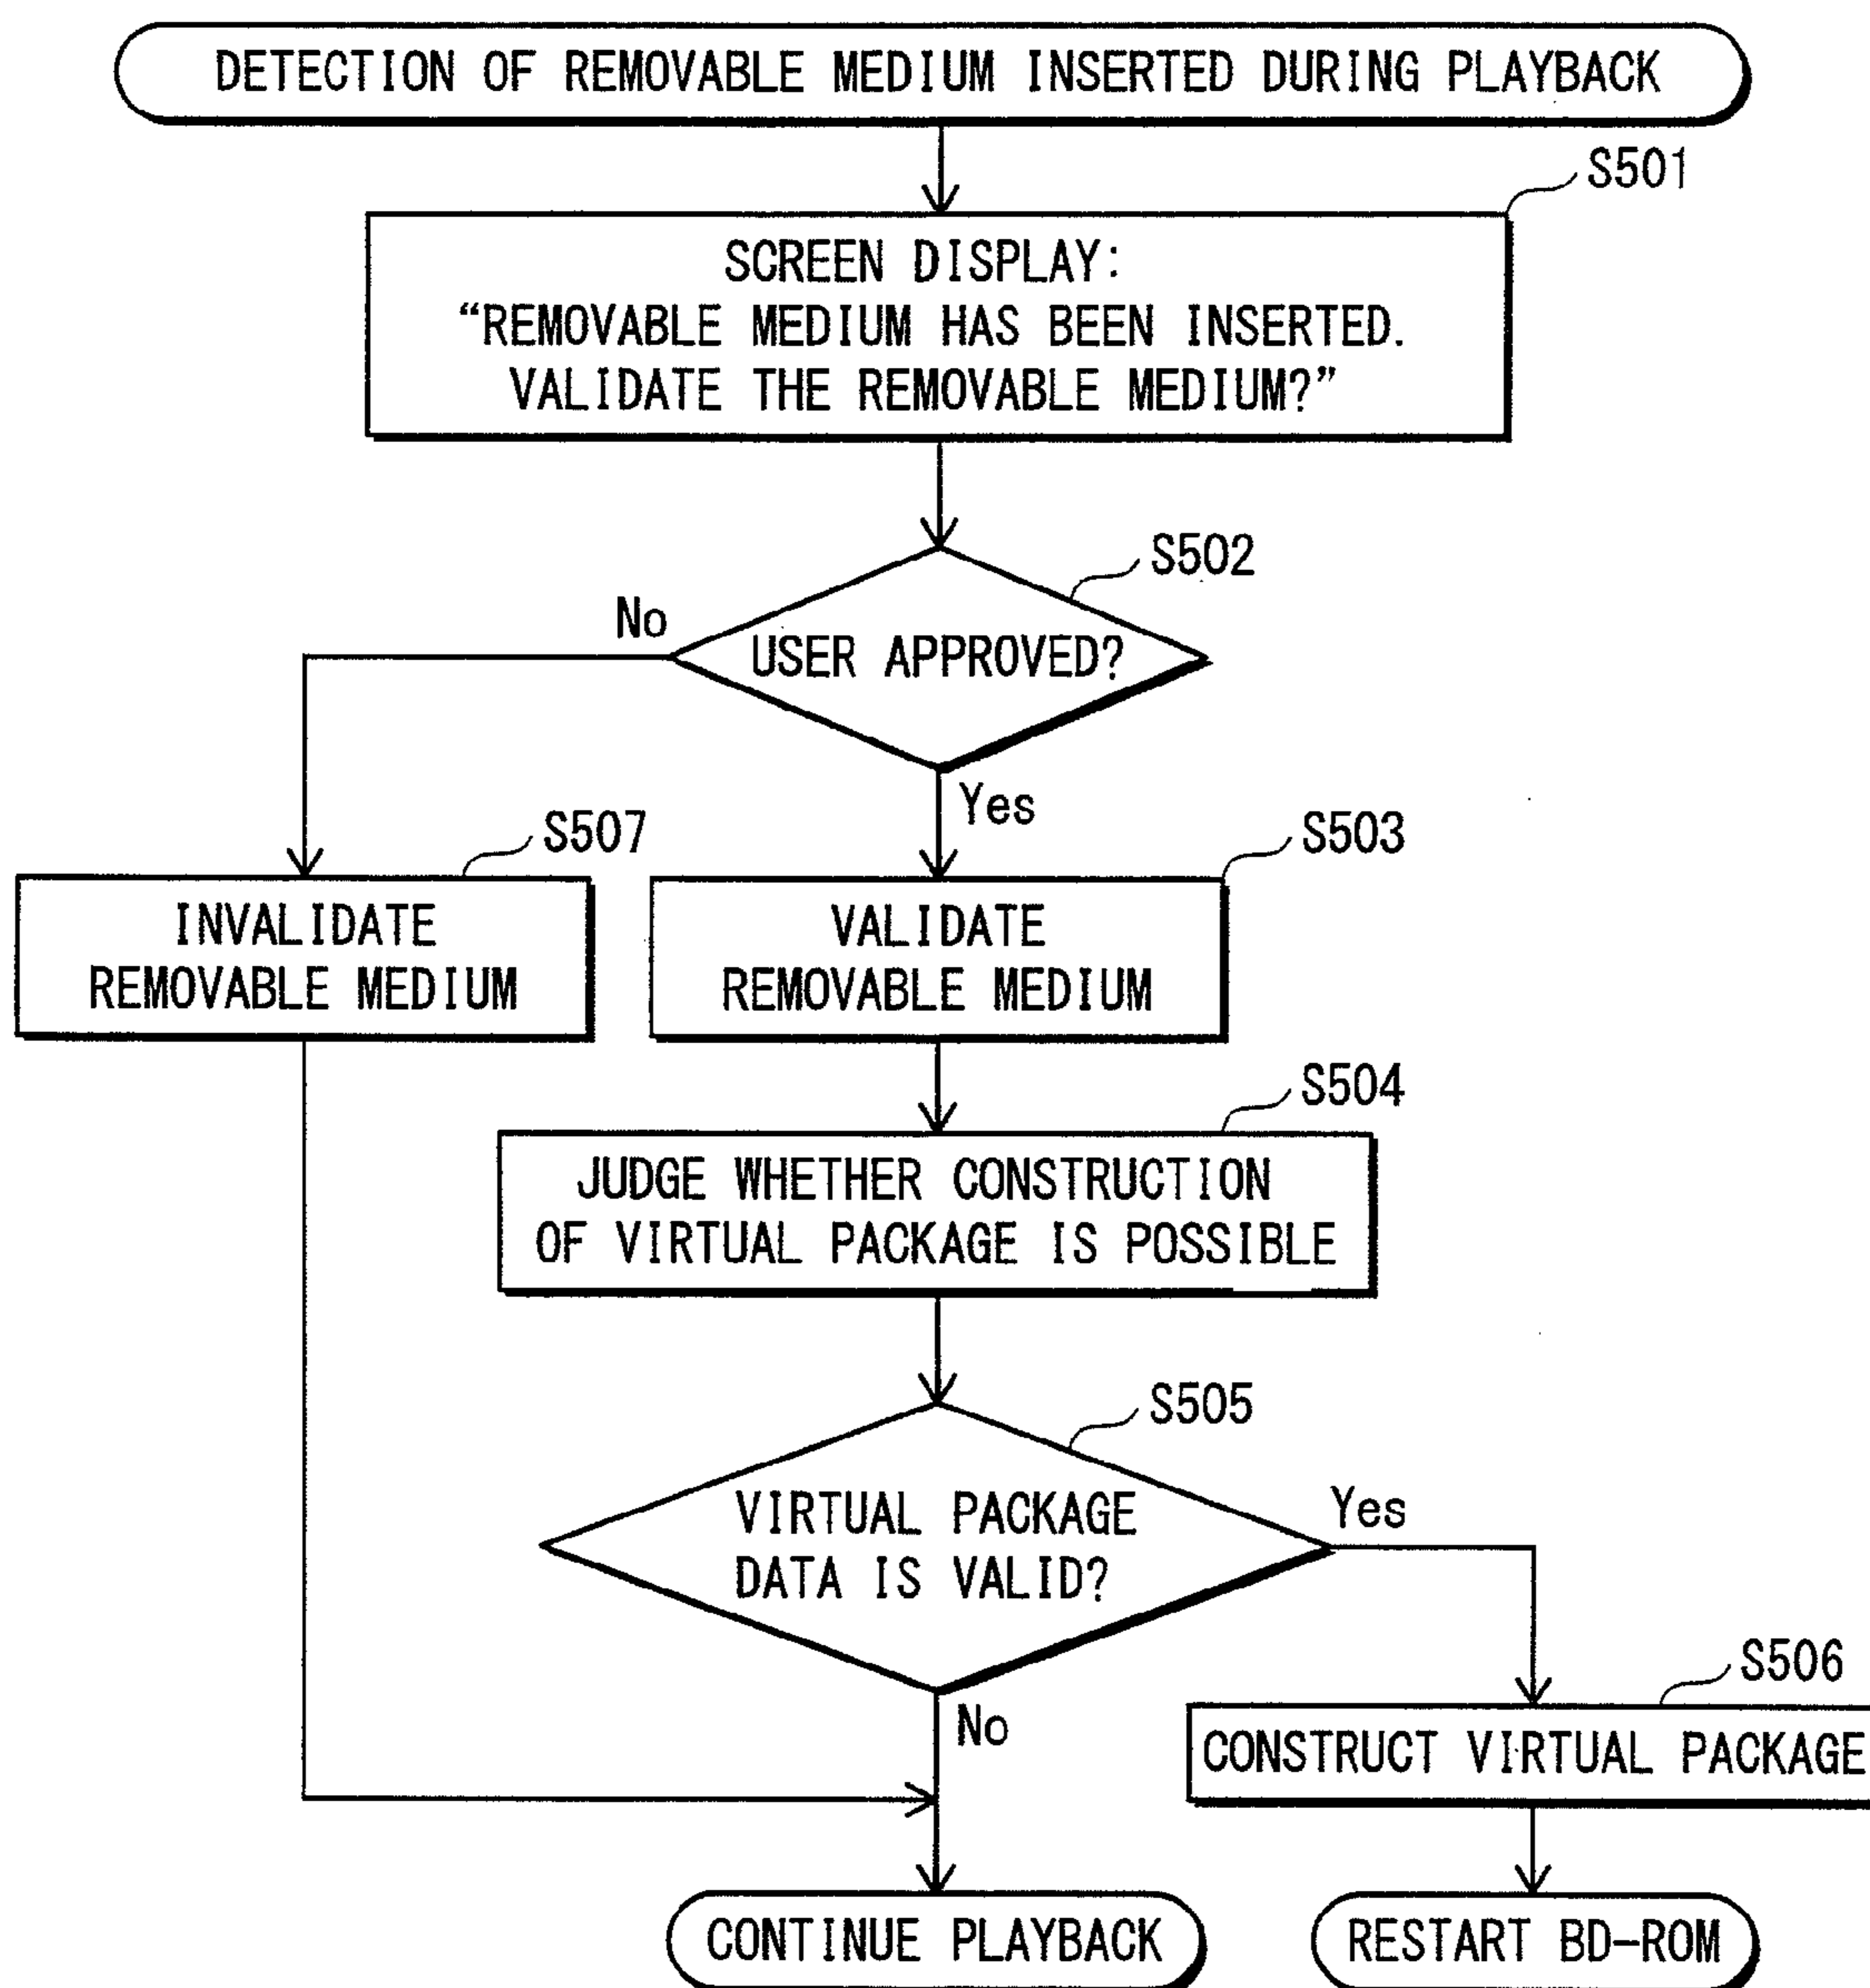 DETECTION OF REMOVABLE MEDIUM INSERTED DURING PLAYBACK
S501
SCREEN DISPLAY:
“REMOVABLE MEDIUM HAS BEEN INSERTED.
VALIDATE THE REMOVABLE MEDIUM?”
S502
No
USER APPROVED?
Yes
S507
S503
INVALIDATE
REMOVABLE MEDIUM
VALIDATE
REMOVABLE MEDIUM
S504
JUDGE WHETHER CONSTRUCTION
OF VIRTUAL PACKAGE IS POSSIBLE
S505
VIRTUAL PACKAGE
DATA IS VALID?
Yes
No
S506
CONSTRUCT VIRTUAL PACKAGE
CONTINUE PLAYBACK
RESTART BD-ROM